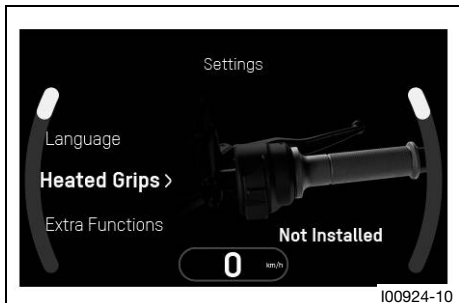 Settings
Language
Heated Grips >
Extra Functions
Not Installed
0 km/h
I00924-10